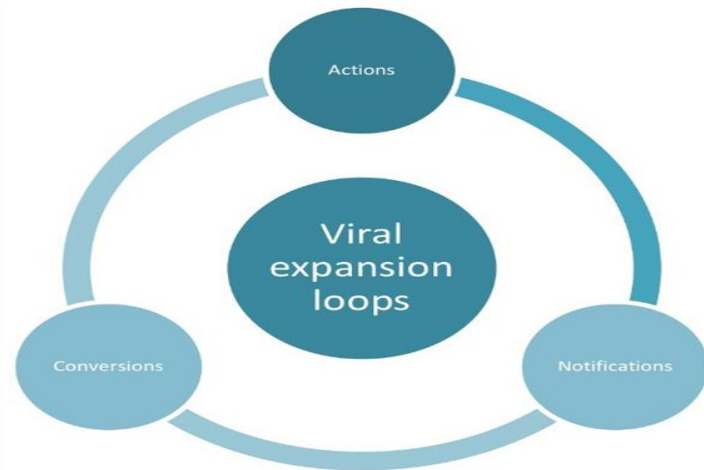 Actions
Viral
expansion
loops
Conversions
Notifications